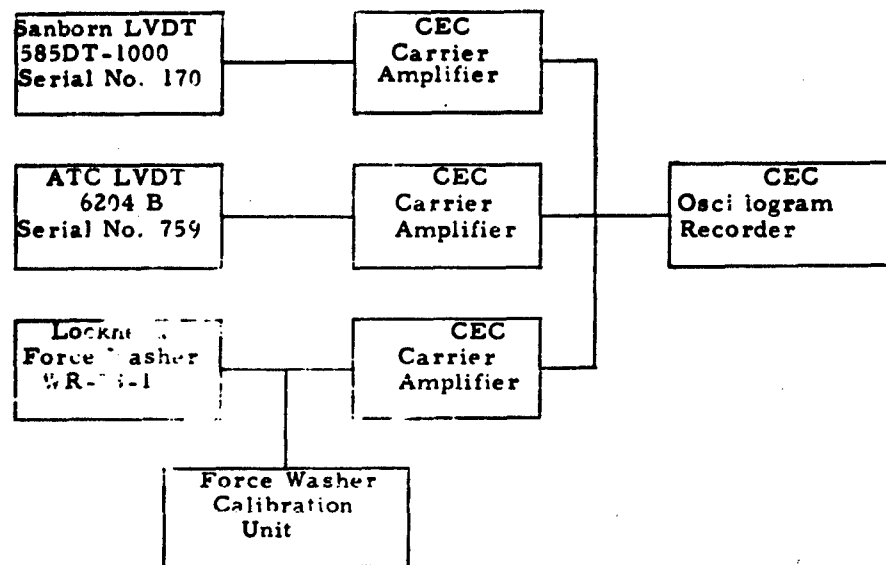 Sanborn LVDT
585DT-1000
Serial No. 170
CEC
Carrier
Amplifier
ATC LVDT
6204 B
Serial No. 759
CEC
Carrier
Amplifier
CEC
Oscillogram
Recorder
Force Washer
CEC
Carrier
Amplifier
Force Washer
Calibration
Unit